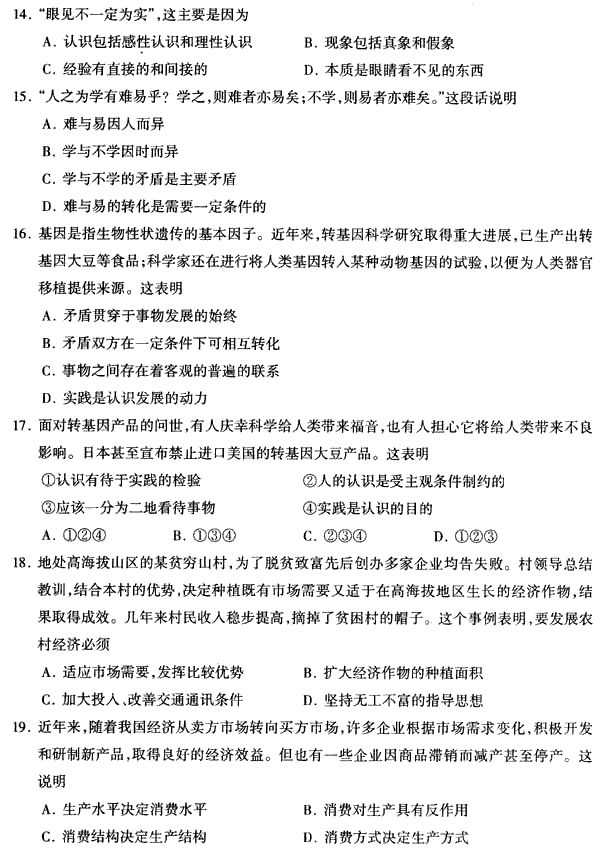 14. “眼见不一定为实”,这主要是因为
A. 认识包括感性认识和理性认识 B. 现象包括真象和假象
C. 经验有直接的和间接的 D. 本质是眼睛看不见的东西
15. “人之为学有难易乎? 学之,则难者亦易矣;不学,则易者亦难矣。”这段话说明
A. 难与易因人而异
B. 学与不学因时而异
C. 学与不学的矛盾是主要矛盾
D. 难与易的转化是需要一定条件的
16. 基因是指生物性状遗传的基本因子。近年来,转基因科学研究取得重大进展,已生产出转
基因大豆等食品;科学家还在进行将人类基因转入某种动物基因的试验,以便为人类器官
移植提供来源。这表明
A. 矛盾贯穿于事物发展的始终
B. 矛盾双方在一定条件下可相互转化
C. 事物之间存在着客观的普遍的联系
D. 实践是认识发展的动力
17. 面对转基因产品的问世,有人庆幸科学给人类带来福音,也有人担心它将给人类带来不良
影响。日本甚至宣布禁止进口美国的转基因大豆产品。这表明
①认识有待于实践的检验 ②人的认识是受主观条件制约的
③应该一分为二地看待事物 ④实践是认识的目的
A. ①②④ B. ①③④ C. ②③④ D. ①②③
18. 地处高海拔山区的某贫穷山村,为了脱贫致富先后创办多家企业均告失败。村领导总结
教训,结合本村的优势,决定种植既有市场需要又适于在高海拔地区生长的经济作物,结
果取得成效。几年来村民收入稳步提高,摘掉了贫困村的帽子。这个事例表明,要发展农
村经济必须
A. 适应市场需要,发挥比较优势 B. 扩大经济作物的种植面积
C. 加大投入、改善交通通讯条件 D. 坚持无工不富的指导思想
19. 近年来,随着我国经济从卖方市场转向买方市场,许多企业根据市场需求变化,积极开发
和研制新产品,取得良好的经济效益。但也有一些企业因商品滞销而减产甚至停产。这
说明
A. 生产水平决定消费水平 B. 消费对生产具有反作用
C. 消费结构决定生产结构 D. 消费方式决定生产方式